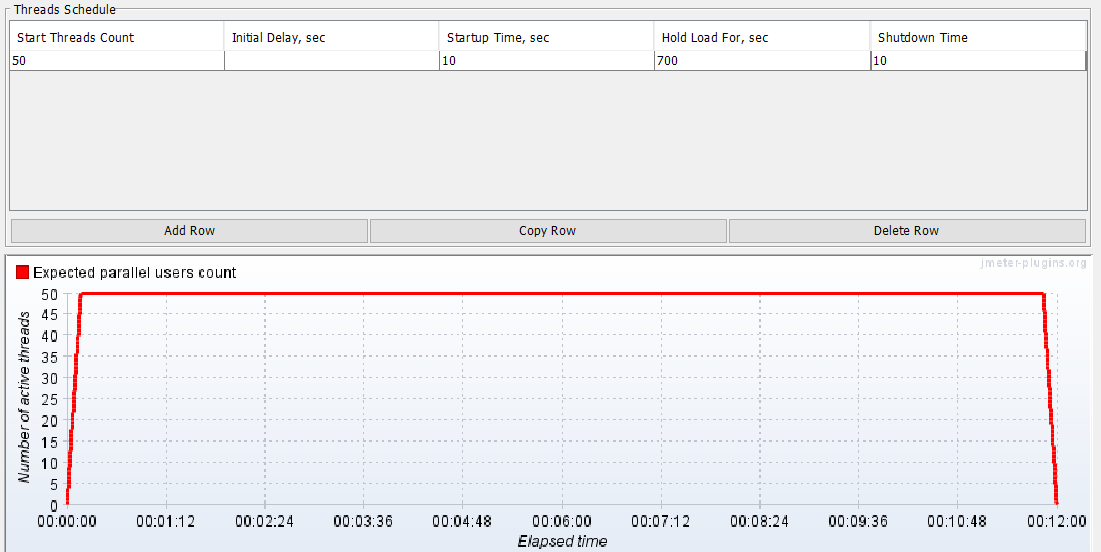 Threads Schedule
Start Threads Count Initial Delay, sec Startup Time, sec Hold Load For, sec Shutdown Time
50 10 700 10
Add Row Copy Row Delete Row
jmeter-plugins.org
Expected parallel users count
50
45
40
35
30
25
20
15
10
5
0
Number of active threads
00:00:00 00:01:12 00:02:24 00:03:36 00:04:48 00:06:00 00:07:12 00:08:24 00:09:36 00:10:48 00:12:00
Elapsed time